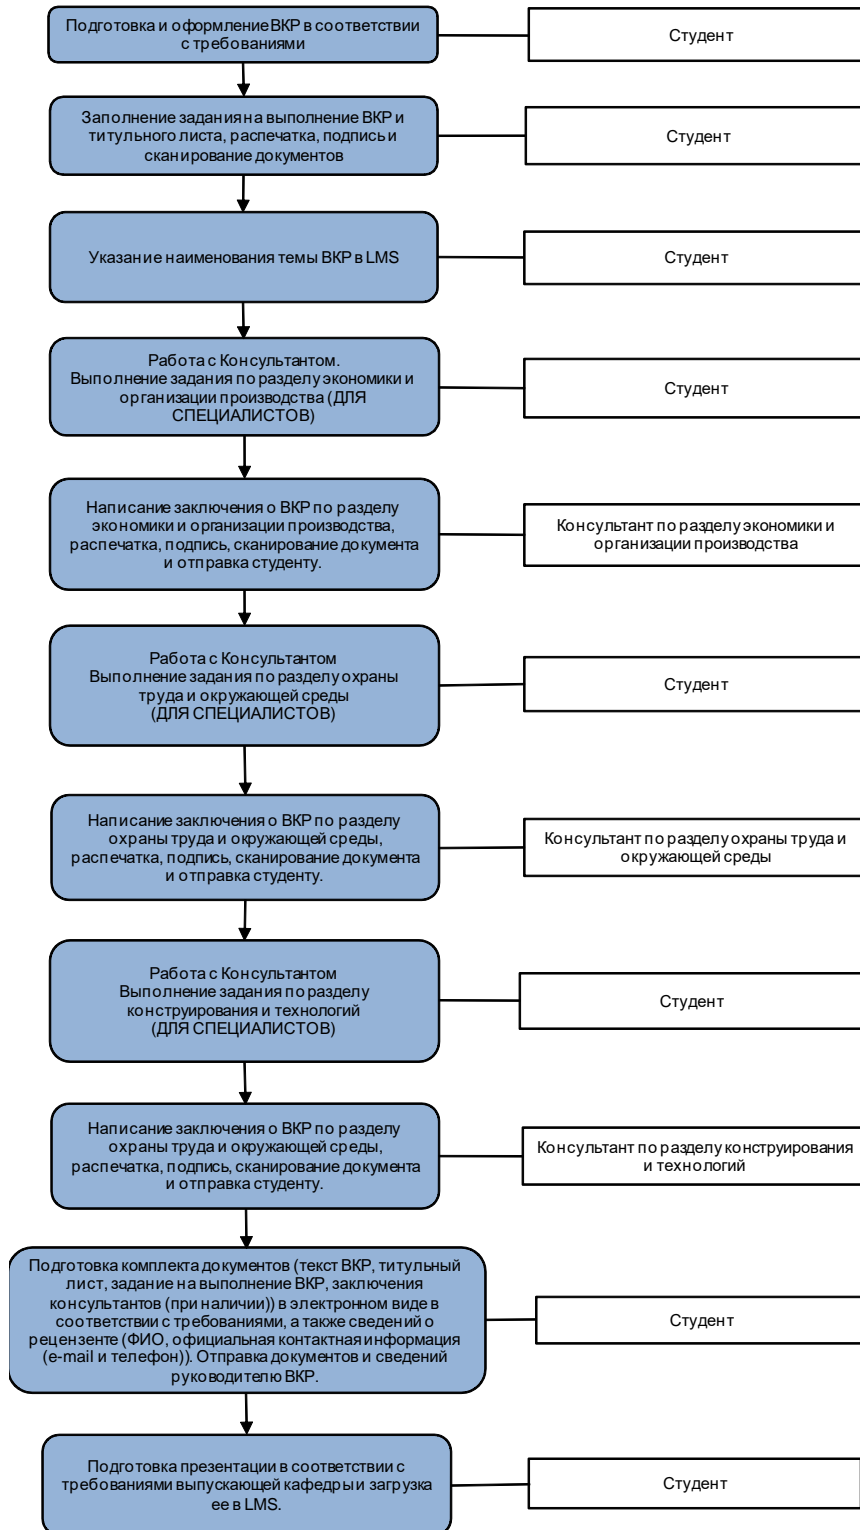 Подготовка и оформление ВКР в соответствии
с требованиями
Студент
Заполнение задания на выполнение ВКР и
титульного листа, распечатка, подпись и
сканирование документов
Студент
Указание наименования темы ВКР в LMS
Студент
Работа с Консультантом.
Выполнение задания по разделу экономики и
организации производства (ДЛЯ
СПЕЦИАЛИСТОВ)
Студент
Написание заключения о ВКР по разделу
экономики и организации производства,
распечатка, подпись, сканирование документа
и отправка студенту.
Консультант по разделу экономики и
организации производства
Работа с Консультантом
Выполнение задания по разделу охраны
труда и окружающей среды
(ДЛЯ СПЕЦИАЛИСТОВ)
Студент
Написание заключения о ВКР по разделу
охраны труда и окружающей среды,
распечатка, подпись, сканирование документа
и отправка студенту.
Консультант по разделу охраны труда и
окружающей среды
Работа с Консультантом
Выполнение задания по разделу
конструирования и технологий
(ДЛЯ СПЕЦИАЛИСТОВ)
Студент
Написание заключения о ВКР по разделу
охраны труда и окружающей среды,
распечатка, подпись, сканирование документа
и отправка студенту.
Консультант по разделу конструирования
и технологий
Подготовка комплекта документов (текст ВКР, титульный
лист, задание на выполнение ВКР, заключения
консультантов (при наличии)) в электронном виде в
соответствии с требованиями, а также сведений о
рецензенте (ФИО, официальная контактная информация
(e-mail и телефон)). Отправка документов и сведений
руководителю ВКР.
Студент
Подготовка презентации в соответствии с
требованиями выпускающей кафедры и загрузка
ее в LMS.
Студент